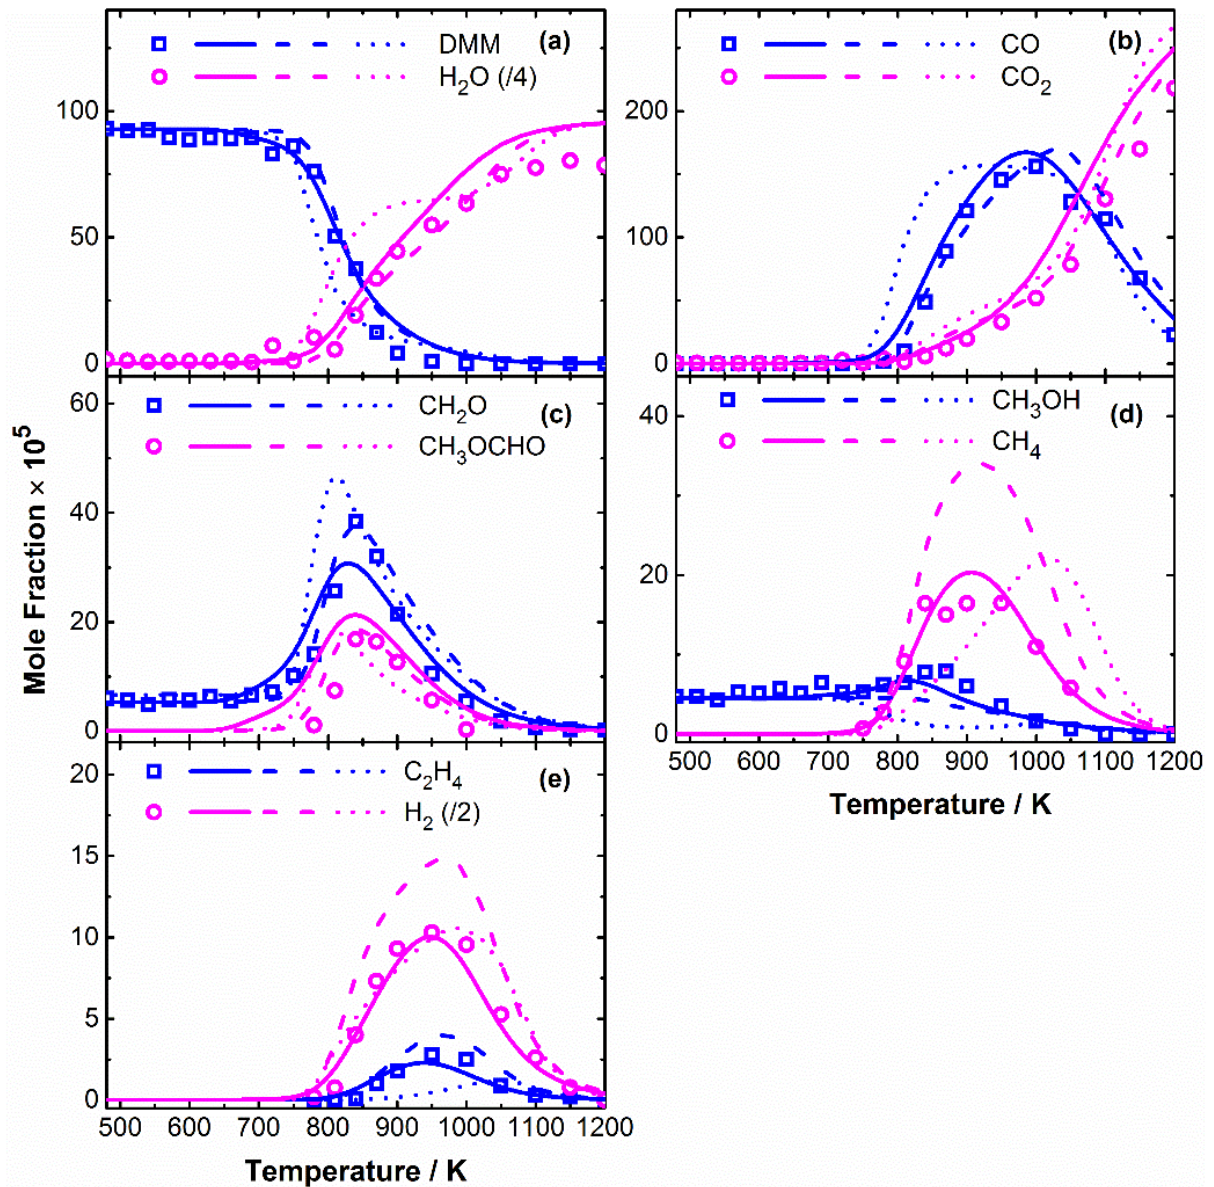 DMM
(a)
H2O (/4)
100
50
0
CO
(b)
CO2
200
100
0
CH2O
(c)
CH3OCHO
60
40
20
0
CH3OH
(d)
CH4
40
20
0
500 600 700 800 900 1000 1100 1200
Temperature / K
C2H4
(e)
H2 (/2)
20
15
10
5
0
500 600 700 800 900 1000 1100 1200
Temperature / K
Mole Fraction × 10^5